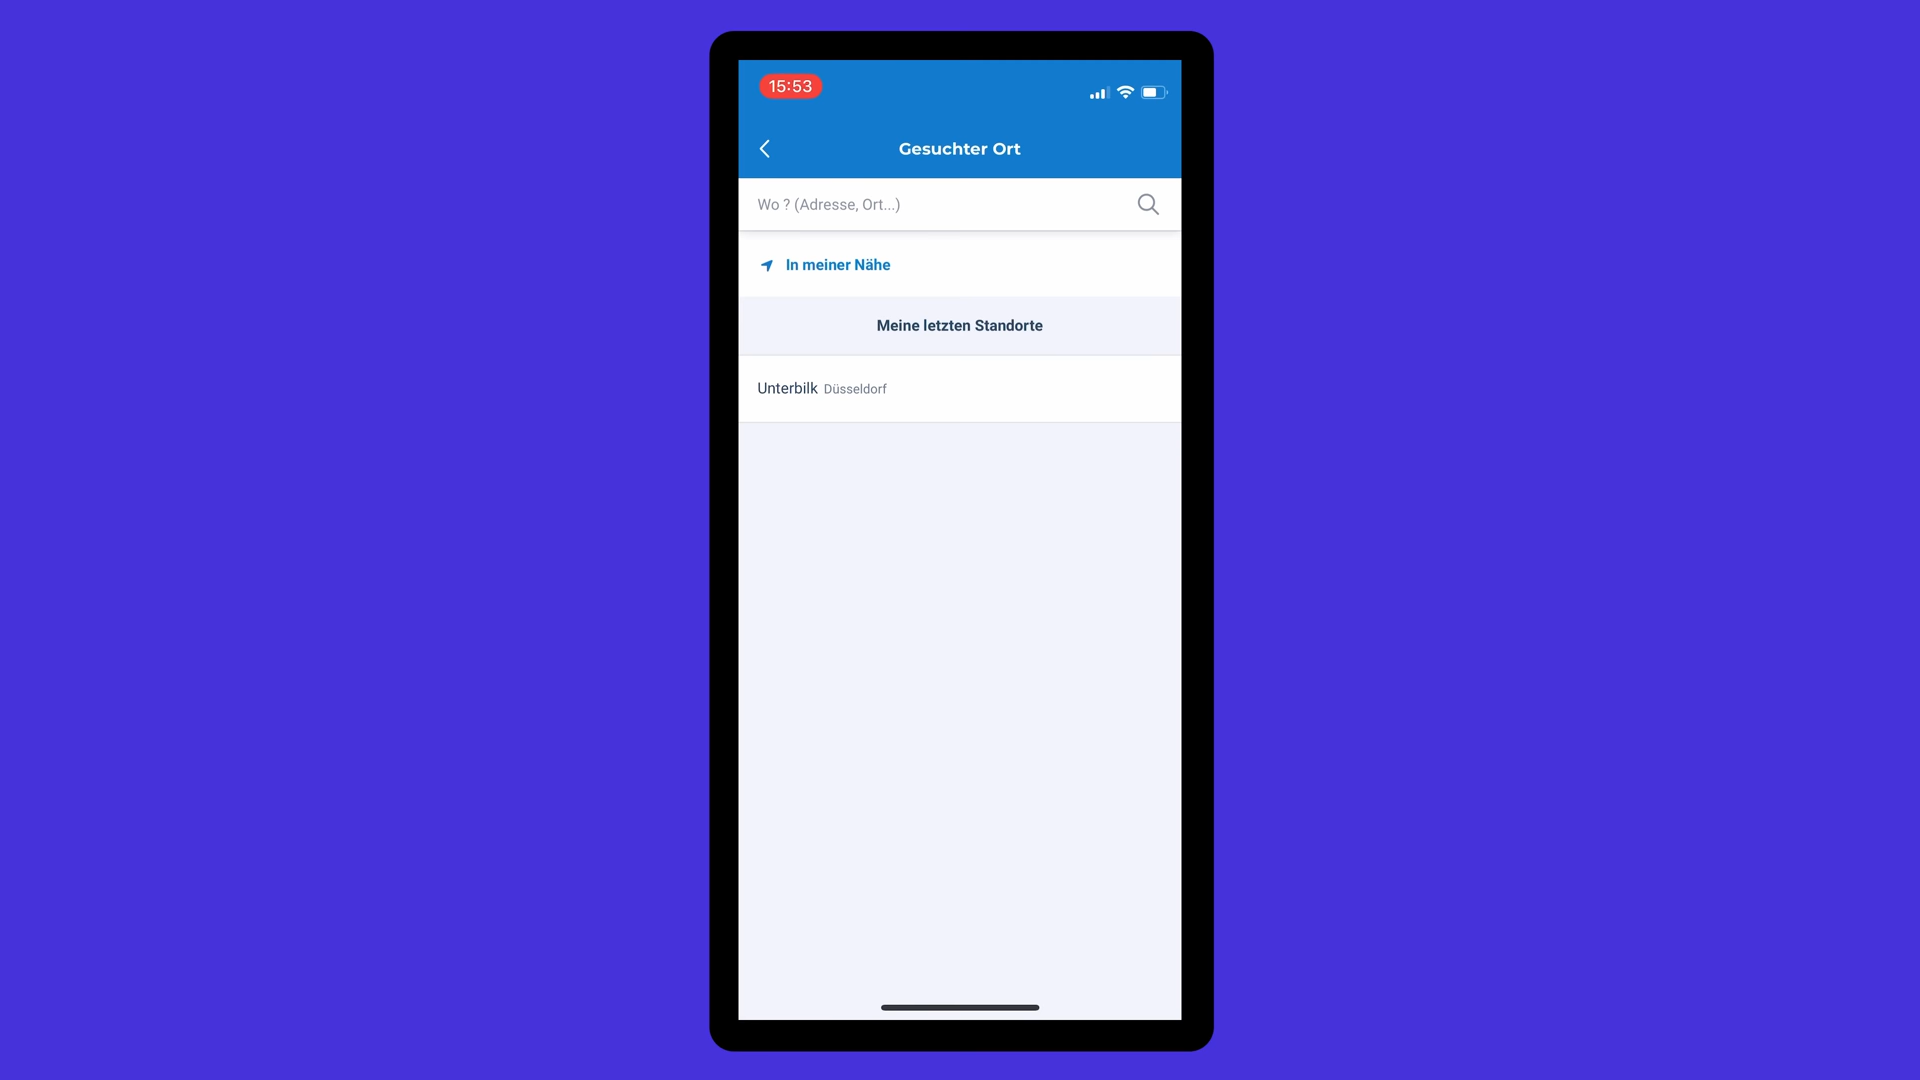 15:53
Gesuchter Ort
Wo ? (Adresse, Ort...)
In meiner Nähe
Meine letzten Standorte
Unterbilk Düsseldorf